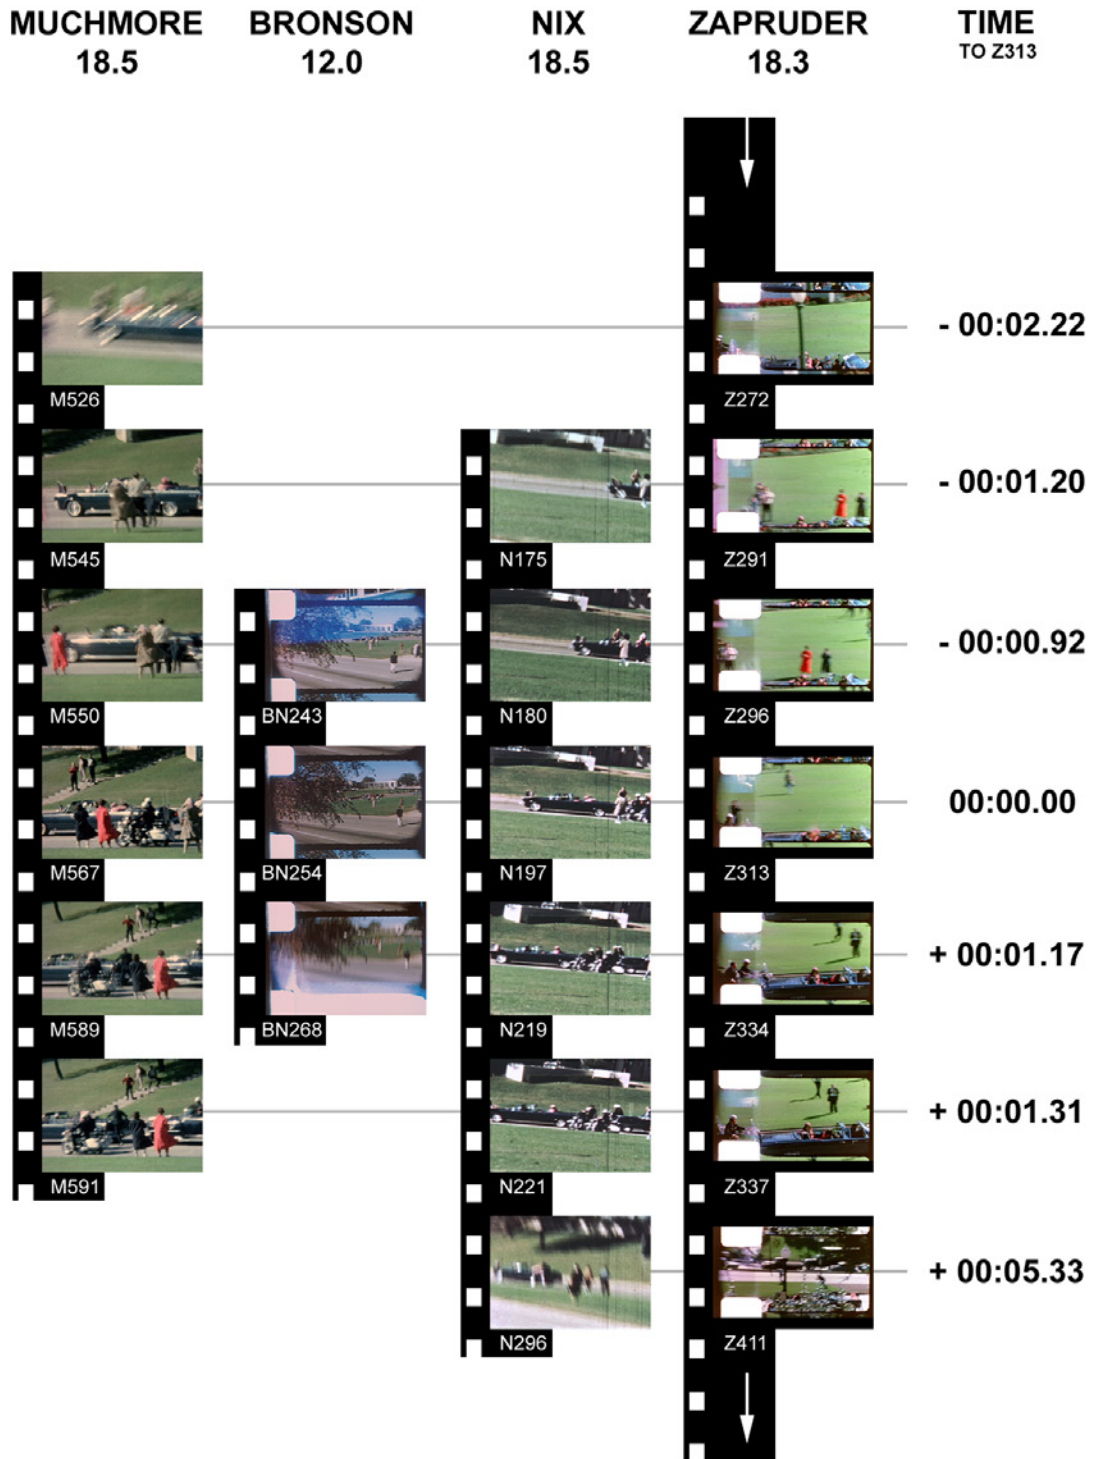 MUCHMORE BRONSON NIX ZAPRUDER TIME
18.5 12.0 18.5 18.3 TO Z313
- 00:02.22
M526 Z272
- 00:01.20
M545 N175 Z291
- 00:00.92
M550 BN243 N180 Z296
00:00.00
M567 BN254 N197 Z313
+ 00:01.17
M589 BN268 N219 Z334
+ 00:01.31
M591 N221 Z337
+ 00:05.33
N296 Z411